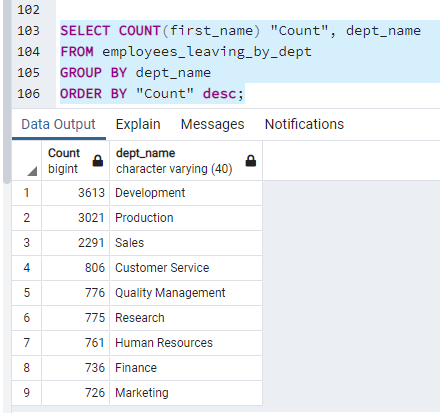 102
103 SELECT COUNT(first_name) "Count", dept_name
104 FROM employees_leaving_by_dept
105 GROUP BY dept_name
106 ORDER BY "Count" desc;
Data Output Explain Messages Notifications
Count dept_name
bigint character varying (40)
1 3613 Development
2 3021 Production
3 2291 Sales
4 806 Customer Service
5 776 Quality Management
6 775 Research
7 761 Human Resources
8 736 Finance
9 726 Marketing